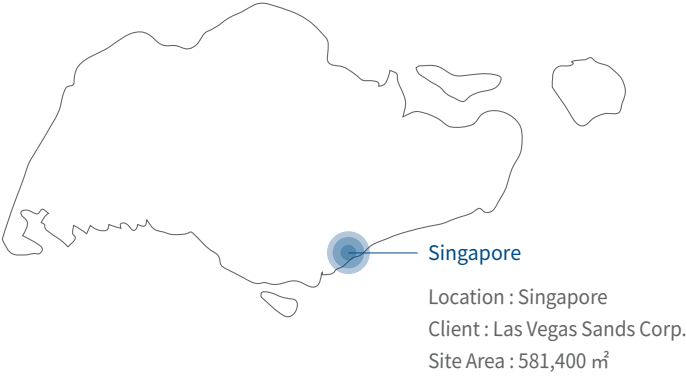 Singapore
Location : Singapore
Client : Las Vegas Sands Corp.
Site Area : 581,400 ㎡